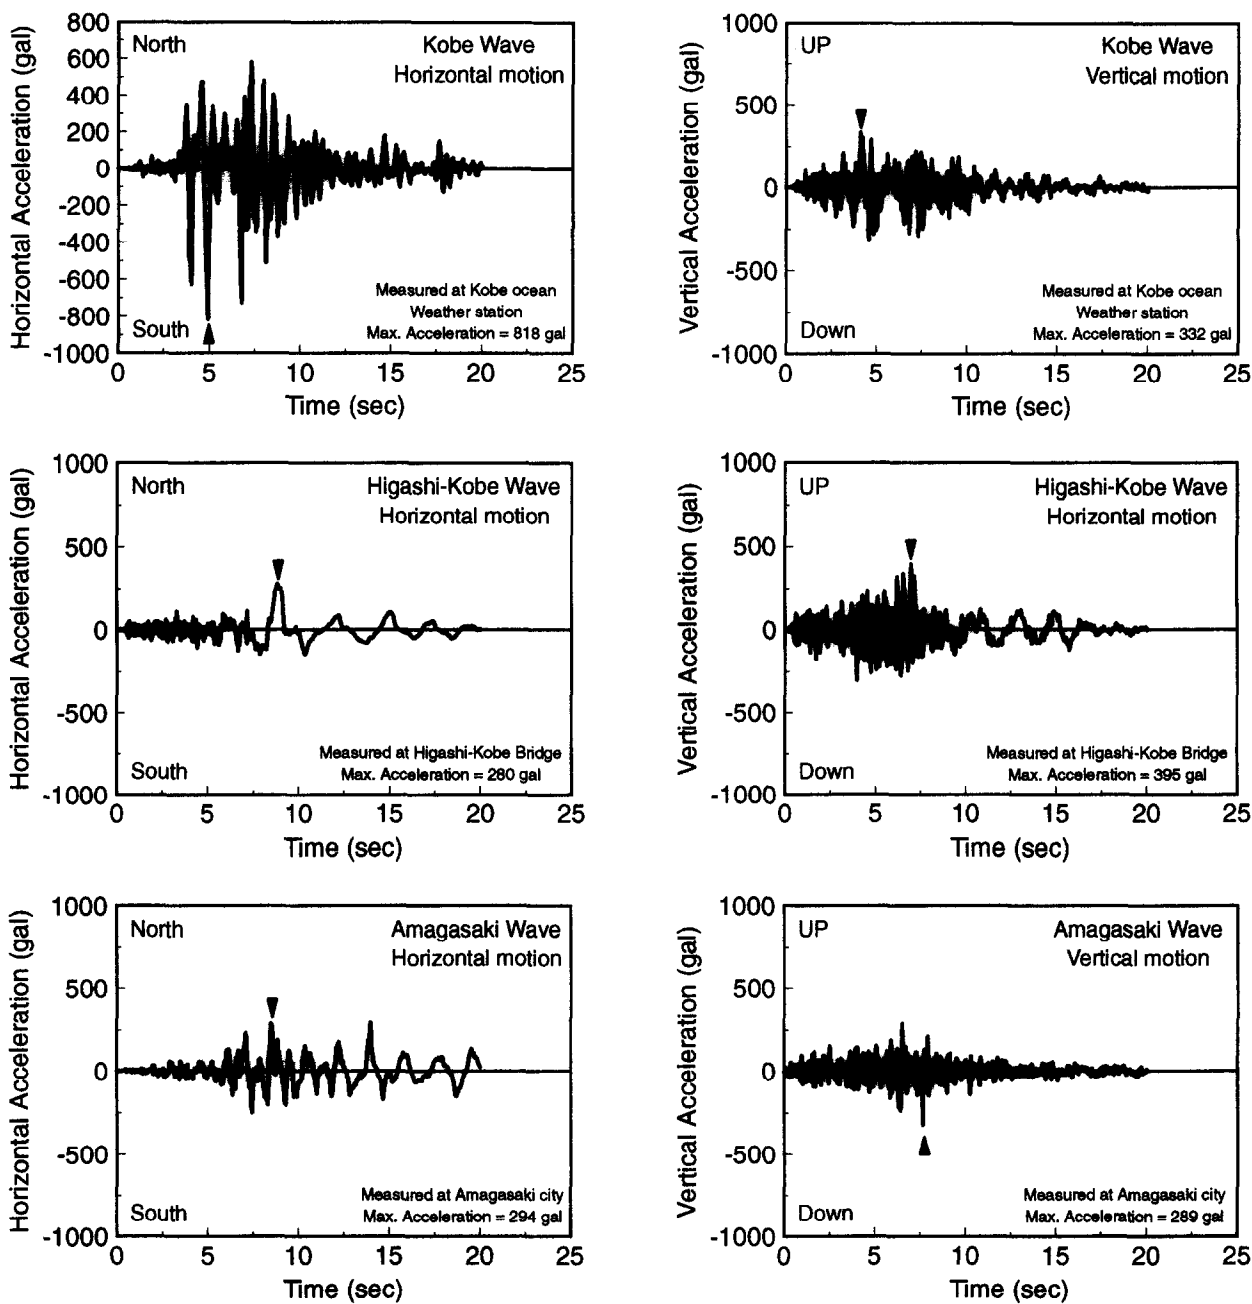 Horizontal Acceleration (gal)
800
600
400
200
0
-200
-400
-600
-800
-1000
North
Kobe Wave
Horizontal motion
Measured at Kobe ocean
Weather station
South
Max. Acceleration = 818 gal
0 5 10 15 20 25
Time (sec)
Vertical Acceleration (gal)
1000
500
0
-500
-1000
UP
Kobe Wave
Vertical motion
Measured at Kobe ocean
Weather station
Down
Max. Acceleration = 332 gal
0 5 10 15 20 25
Time (sec)
Horizontal Acceleration (gal)
1000
500
0
-500
-1000
North
Higashi-Kobe Wave
Horizontal motion
Measured at Higashi-Kobe Bridge
South
Max. Acceleration = 280 gal
0 5 10 15 20 25
Time (sec)
Vertical Acceleration (gal)
1000
500
0
-500
-1000
UP
Higashi-Kobe Wave
Horizontal motion
Measured at Higashi-Kobe Bridge
Down
Max. Acceleration = 395 gal
0 5 10 15 20 25
Time (sec)
Horizontal Acceleration (gal)
1000
500
0
-500
-1000
North
Amagasaki Wave
Horizontal motion
Measured at Amagasaki city
South
Max. Acceleration = 294 gal
0 5 10 15 20 25
Time (sec)
Vertical Acceleration (gal)
1000
500
0
-500
-1000
UP
Amagasaki Wave
Vertical motion
Measured at Amagasaki city
Down
Max. Acceleration = 289 gal
0 5 10 15 20 25
Time (sec)